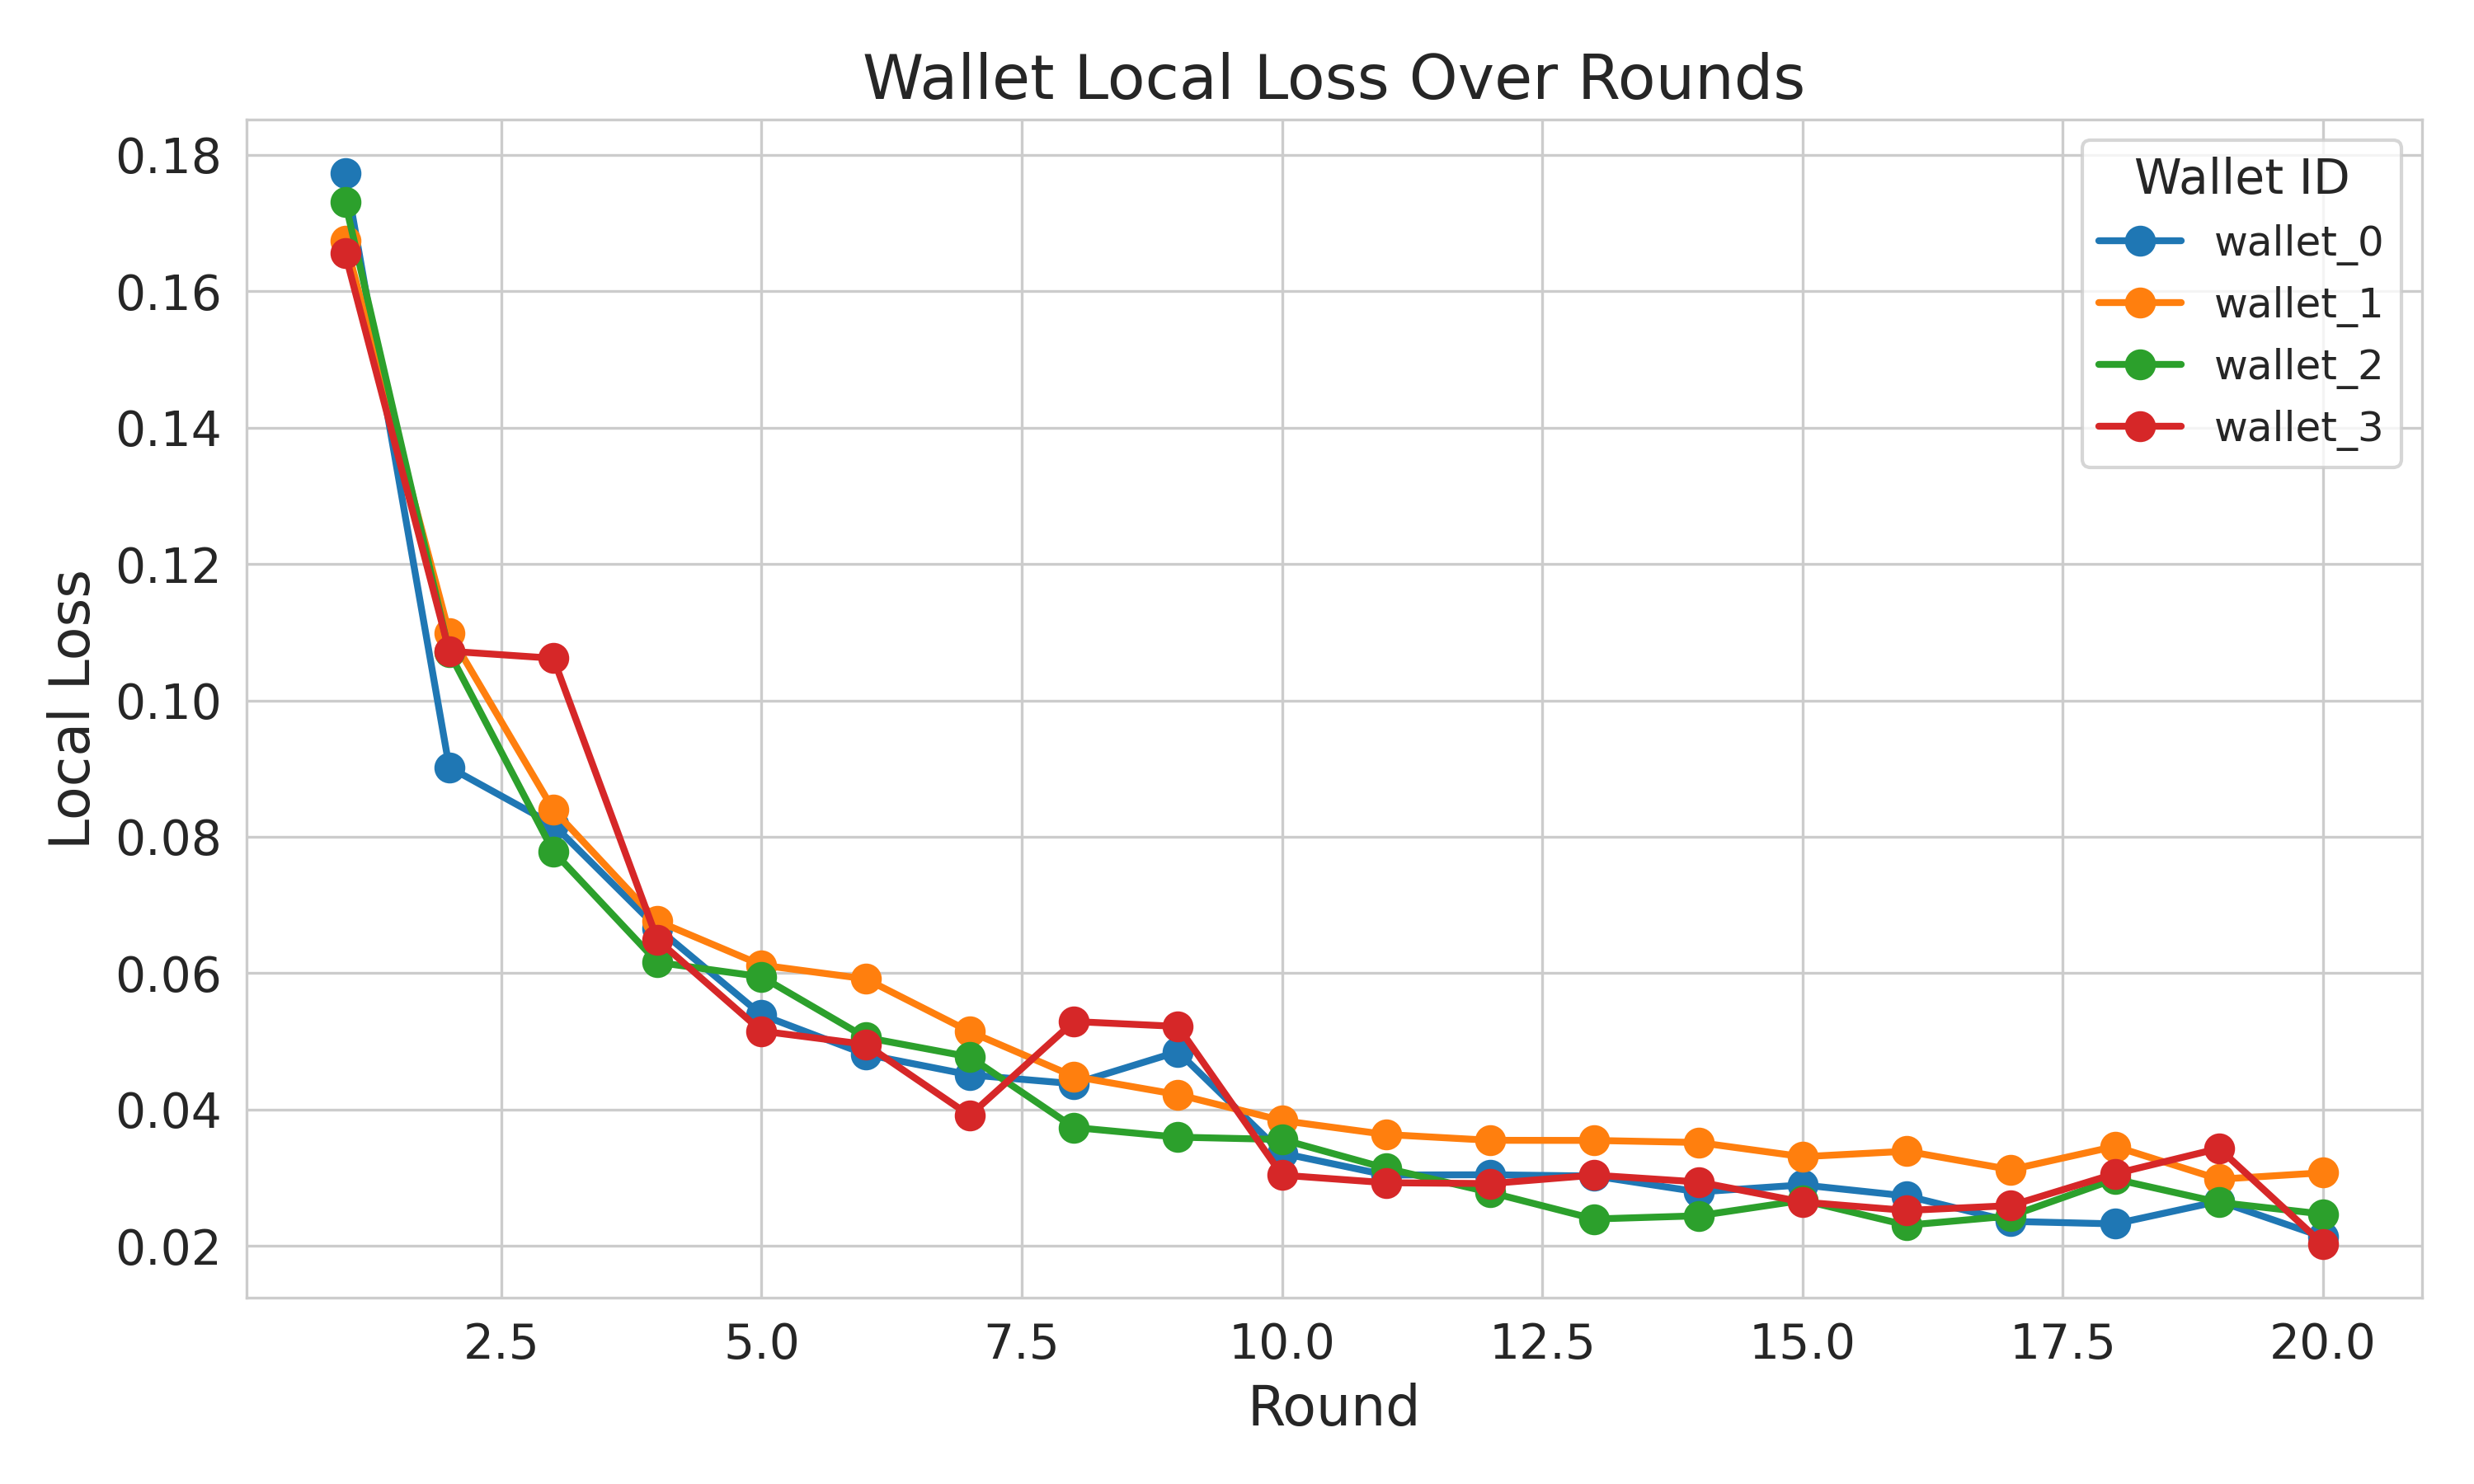 Wallet Local Loss Over Rounds
Local Loss
0.18
0.16
0.14
0.12
0.10
0.08
0.06
0.04
0.02
Wallet ID
wallet_0
wallet_1
wallet_2
wallet_3
2.5 5.0 7.5 10.0 12.5 15.0 17.5 20.0
Round